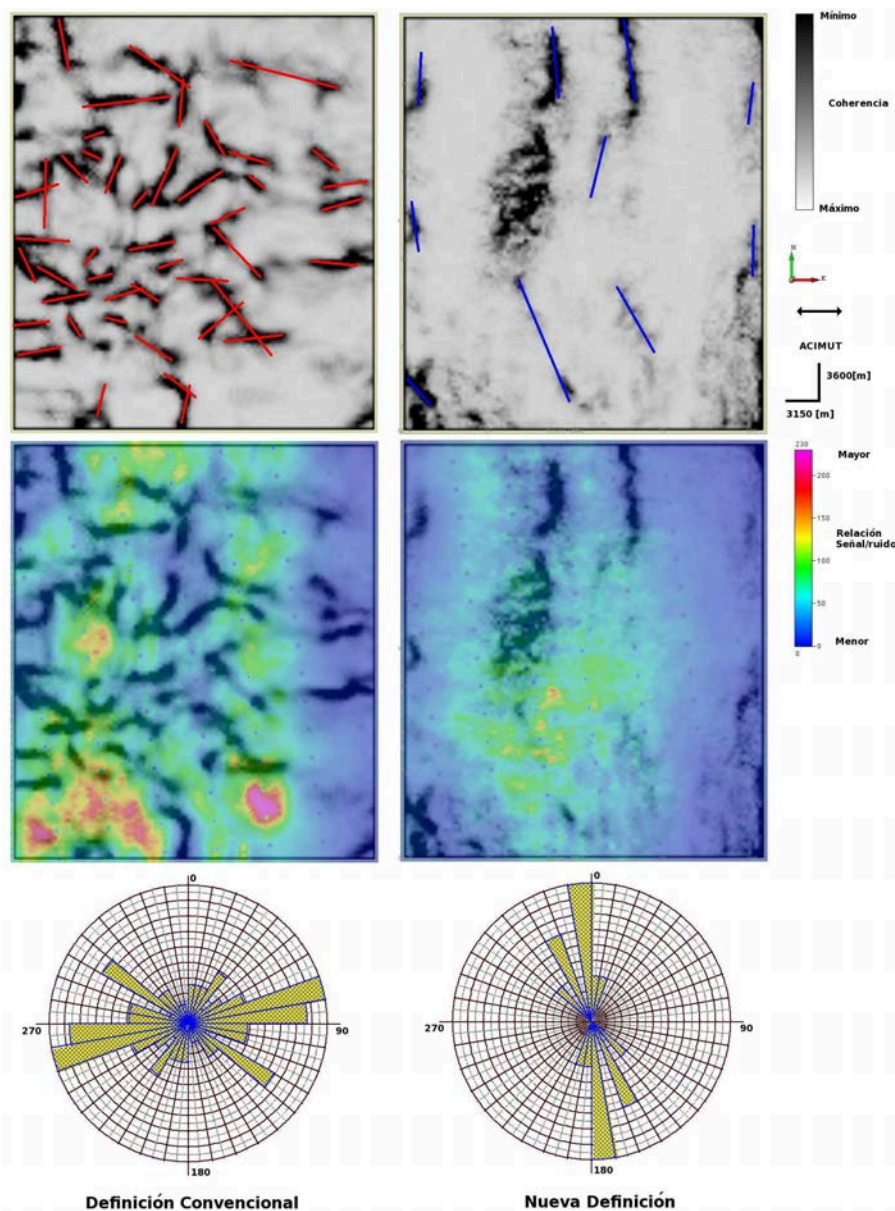 Mínimo
Coherencia
Máximo
N
E
ACIMUT
3600[m]
3150 [m]
230
Mayor
200
150
Relación
Señal/ruido
100
50
Menor
0
0
0
0
270
90
270
90
180
180
Definición Convencional
Nueva Definición